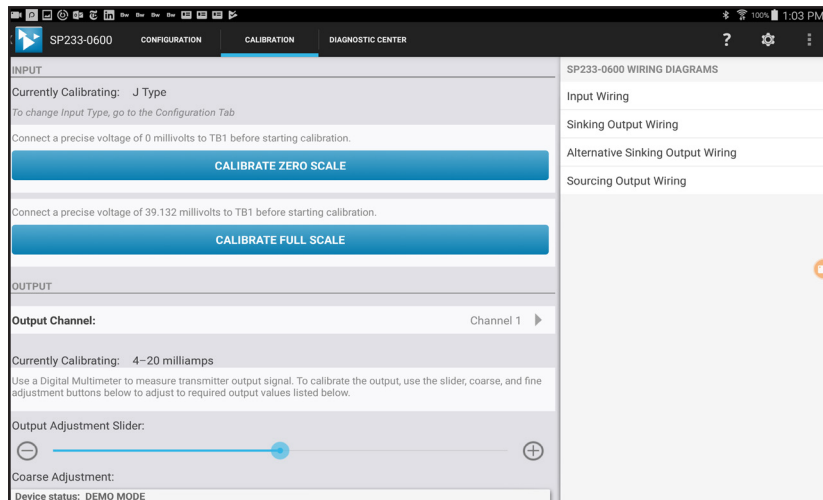 100% 1:03 PM
SP233-0600 CONFIGURATION CALIBRATION DIAGNOSTIC CENTER ?
INPUT
Currently Calibrating: J Type
To change Input Type, go to the Configuration Tab
Connect a precise voltage of 0 millivolts to TB1 before starting calibration.
CALIBRATE ZERO SCALE
Connect a precise voltage of 39.132 millivolts to TB1 before starting calibration.
CALIBRATE FULL SCALE
OUTPUT
Output Channel: Channel 1
Currently Calibrating: 4–20 milliamps
Use a Digital Multimeter to measure transmitter output signal. To calibrate the output, use the slider, coarse, and fine
adjustment buttons below to adjust to required output values listed below.
Output Adjustment Slider:
Coarse Adjustment:
Device status: DEMO MODE
SP233-0600 WIRING DIAGRAMS
Input Wiring
Sinking Output Wiring
Alternative Sinking Output Wiring
Sourcing Output Wiring